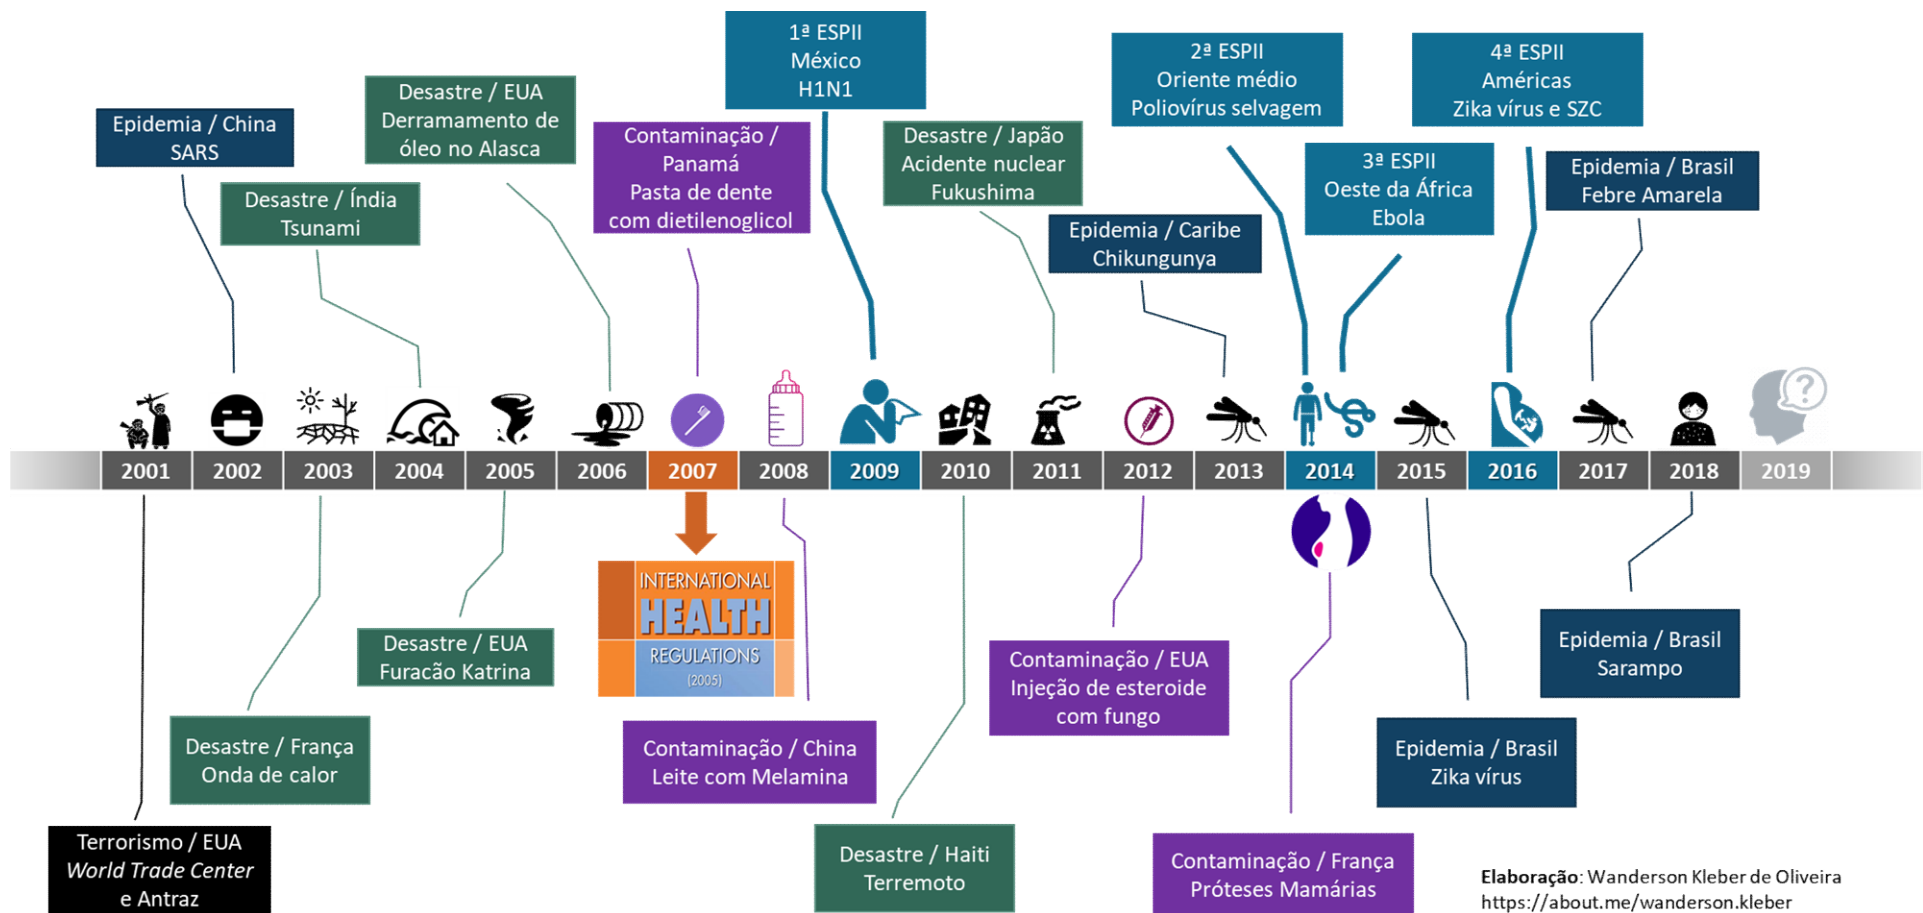 1ª ESPII
México
H1N1
2ª ESPII
Oriente médio
Poliovírus selvagem
4ª ESPII
Américas
Zika vírus e SZC
Desastre / EUA
Derramamento de
óleo no Alasca
Epidemia / China
SARS
Contaminação /
Panamá
Pasta de dente
com dietilenoglicol
Desastre / Japão
Acidente nuclear
Fukushima
3ª ESPII
Oeste da África
Ebola
Epidemia / Brasil
Febre Amarela
Desastre / Índia
Tsunami
Epidemia / Caribe
Chikungunya
?
2001 2002 2003 2004 2005 2006 2007 2008 2009 2010 2011 2012 2013 2014 2015 2016 2017 2018 2019
INTERNATIONAL
HEALTH
REGULATIONS
(2005)
Desastre / EUA
Furacão Katrina
Contaminação / EUA
Injeção de esteroide
com fungo
Epidemia / Brasil
Sarampo
Desastre / França
Onda de calor
Contaminação / China
Leite com Melamina
Epidemia / Brasil
Zika vírus
Terrorismo / EUA
World Trade Center
e Antraz
Desastre / Haiti
Terremoto
Contaminação / França
Próteses Mamárias
Elaboração: Wanderson Kleber de Oliveira
https://about.me/wanderson.kleber